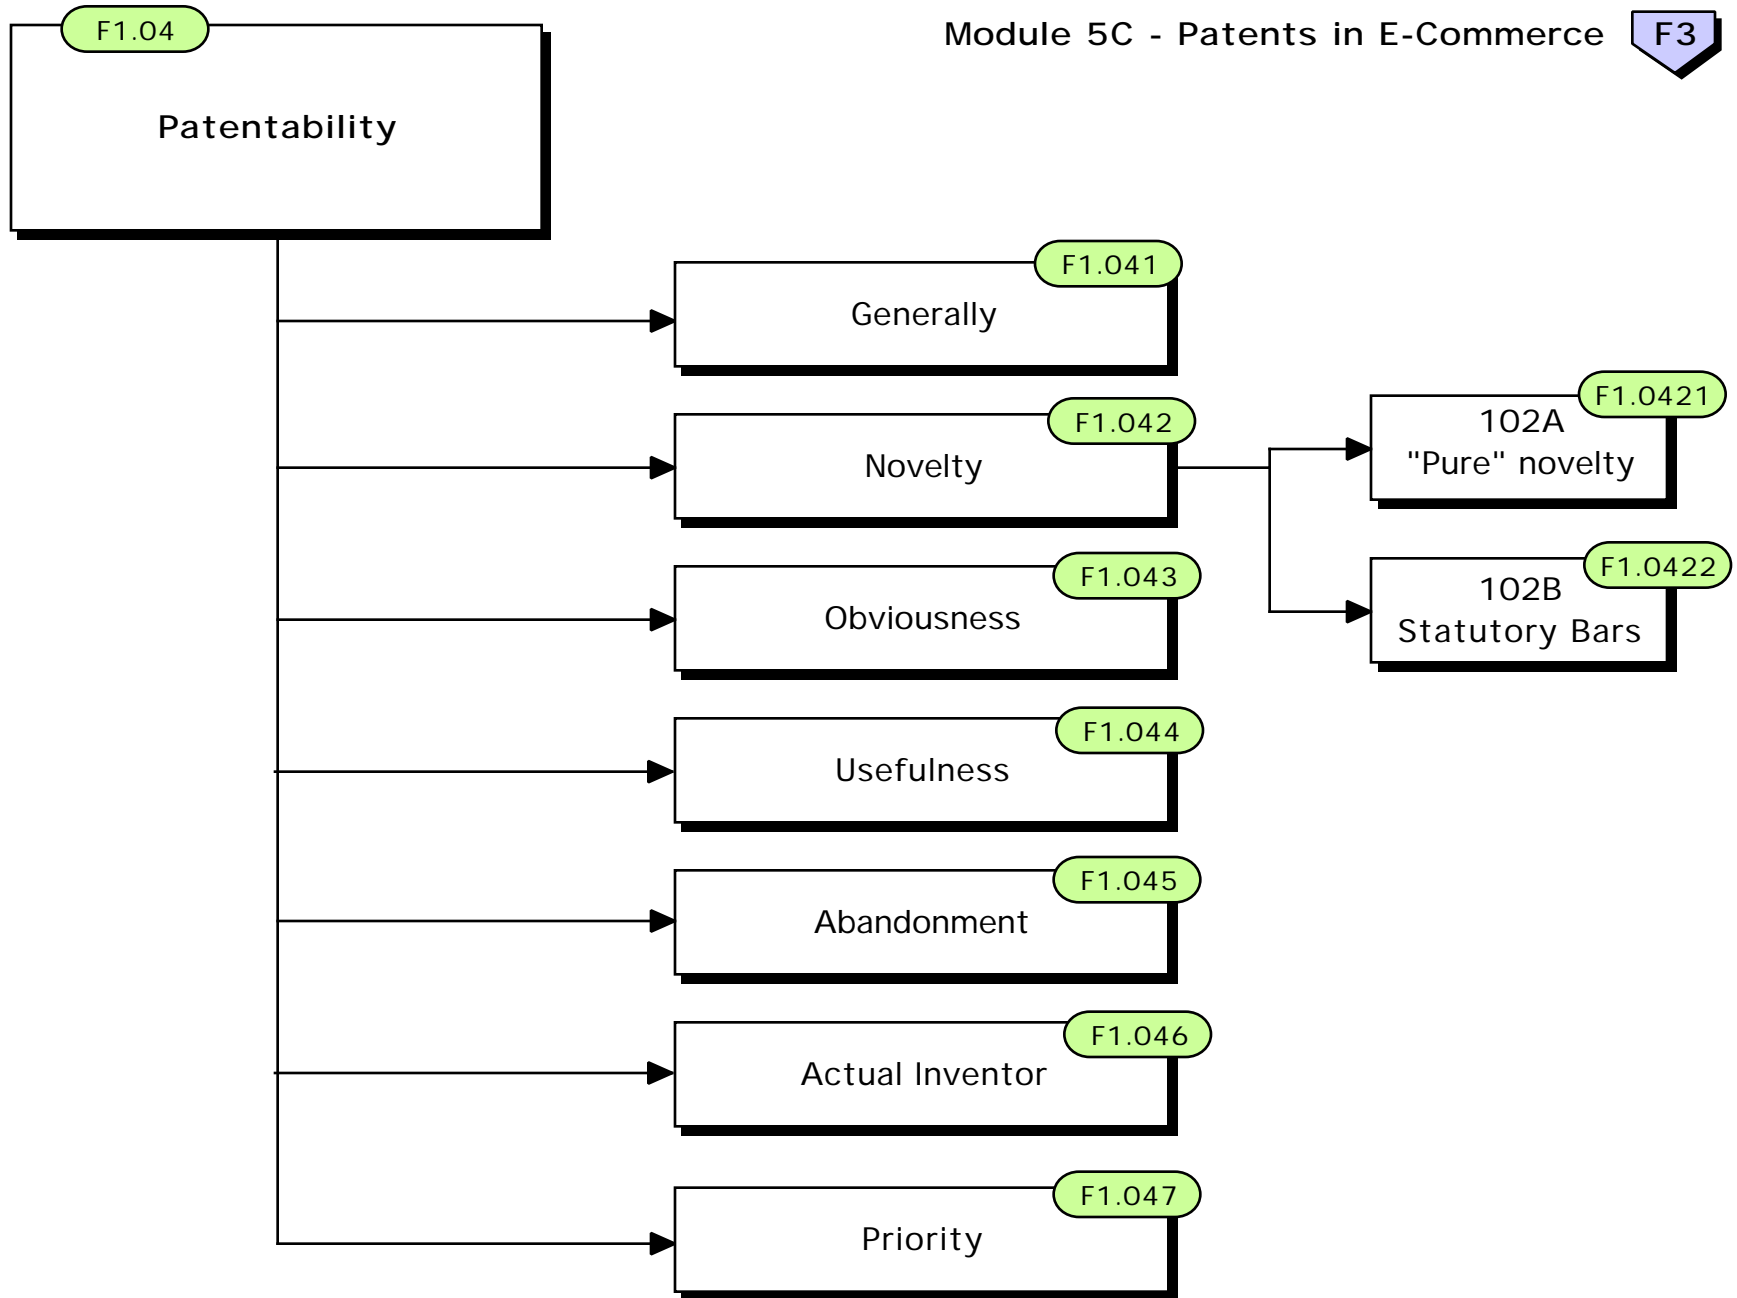 F1.04
Module 5C - Patents in E-Commerce
F3
Patentability
F1.041
Generally
F1.042
Novelty
F1.0421
102A
"Pure" novelty
F1.0422
102B
Statutory Bars
F1.043
Obviousness
F1.044
Usefulness
F1.045
Abandonment
F1.046
Actual Inventor
F1.047
Priority